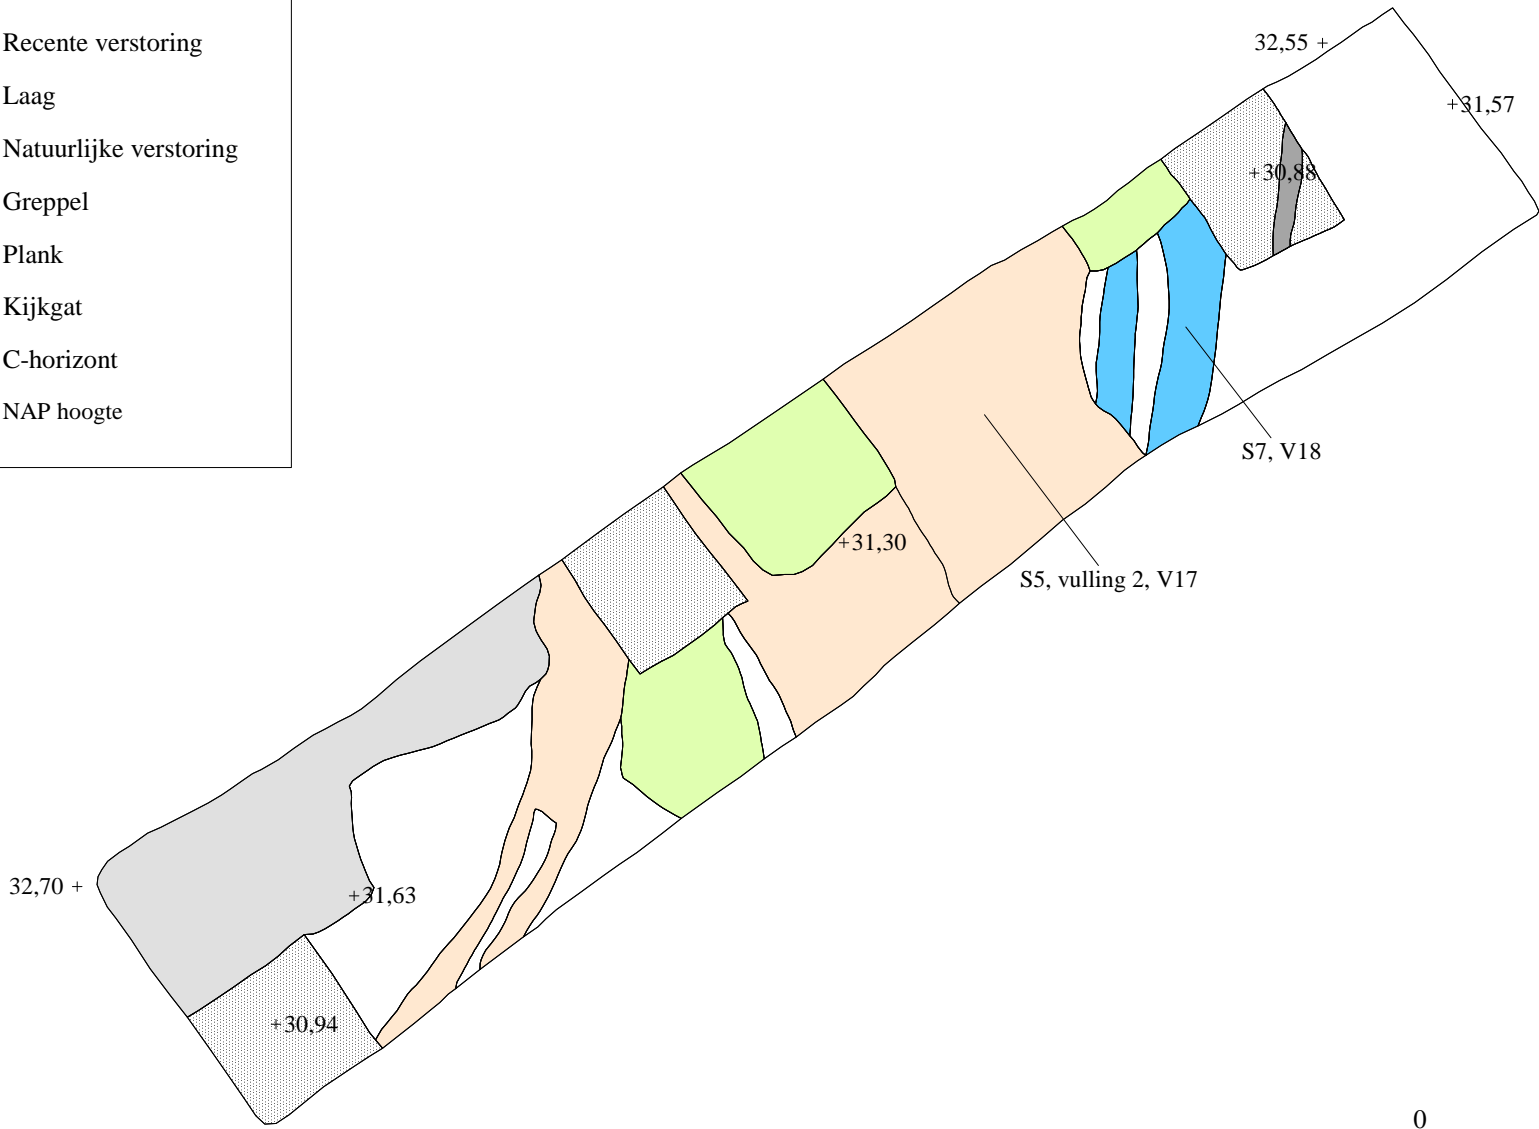 Recente verstoring
Laag
Natuurlijke verstoring
Greppel
Plank
Kijkgat
C-horizont
NAP hoogte
32,55 +
+31,57
+30,88
S7, V18
+31,30
S5, vulling 2, V17
32,70 +
+31,63
+30,94
0